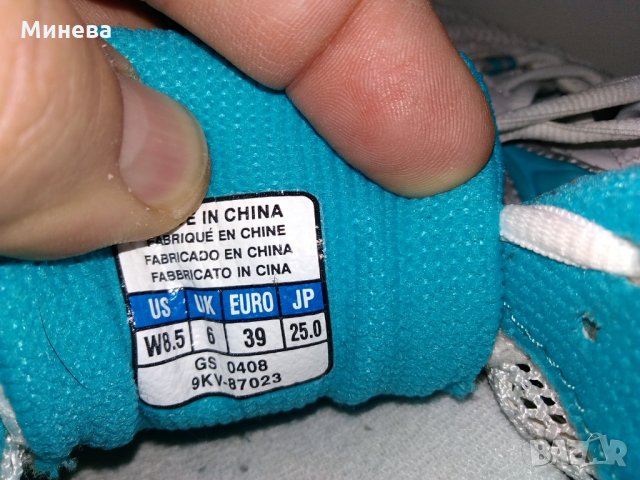 Минева
IN CHINA
FABRIQUÉ EN CHINE
FABRICADO EN CHINA
FABBRICATO IN CINA
US UK EURO JP
W8.5 6 39 25.0
GS 0408
9KV-87023
BAZAR